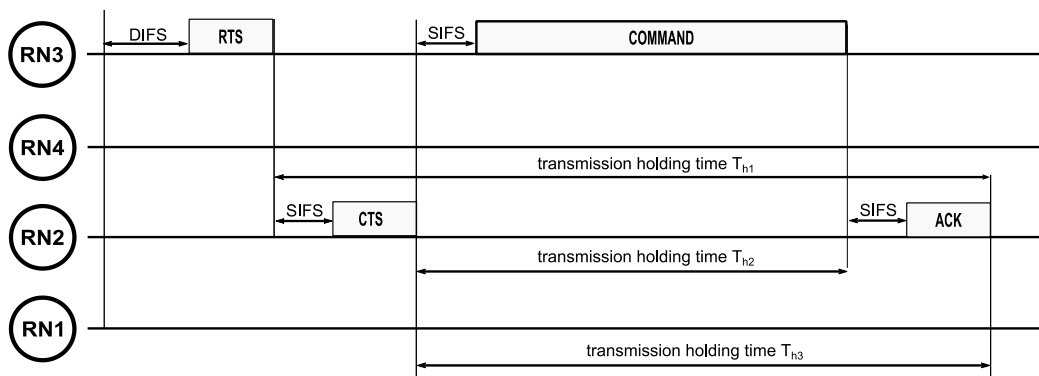 DIFS RTS SIFS COMMAND
RN3
RN4
transmission holding time Th1
SIFS CTS SIFS ACK
RN2
transmission holding time Th2
RN1
transmission holding time Th3